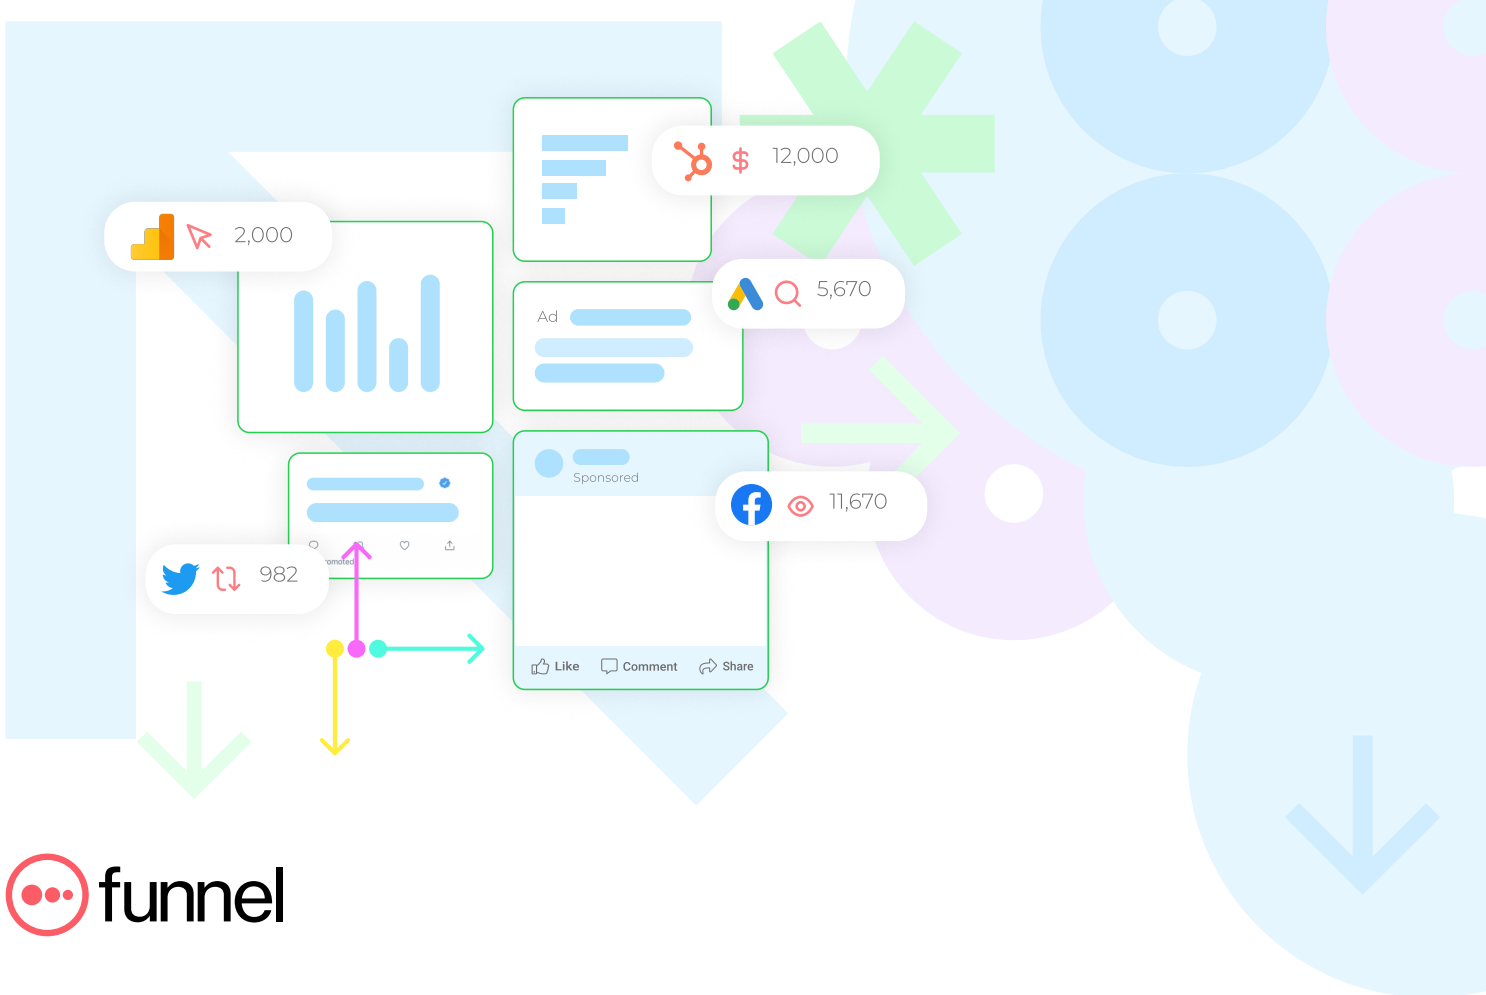 12,000
2,000
5,670
Ad
Sponsored
11,670
982
Like Comment Share
funnel